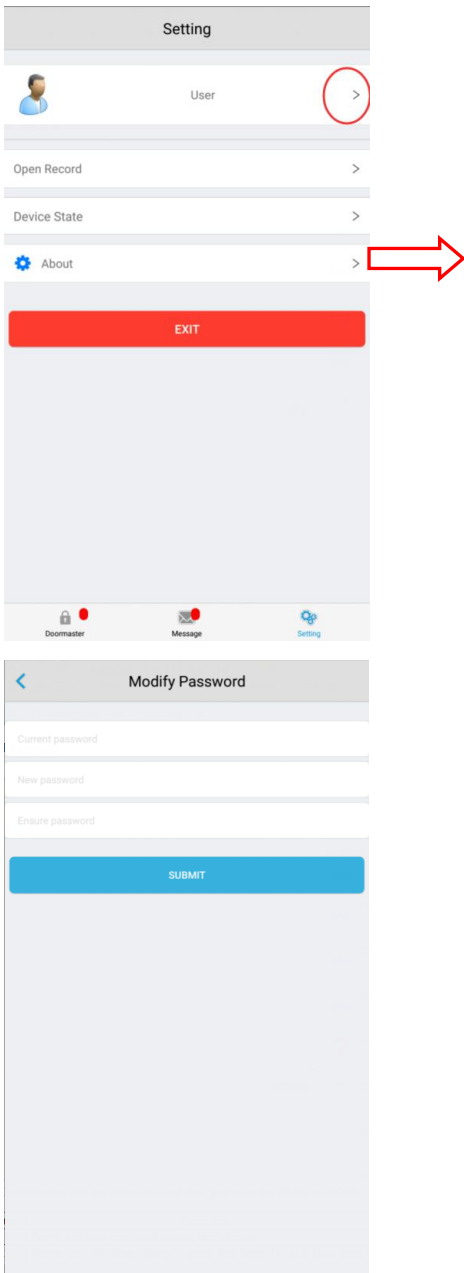 Setting
User
Open Record
Device State
About
EXIT
Doormaster Message Setting
Modify Password
Current password
New password
Ensure password
SUBMIT